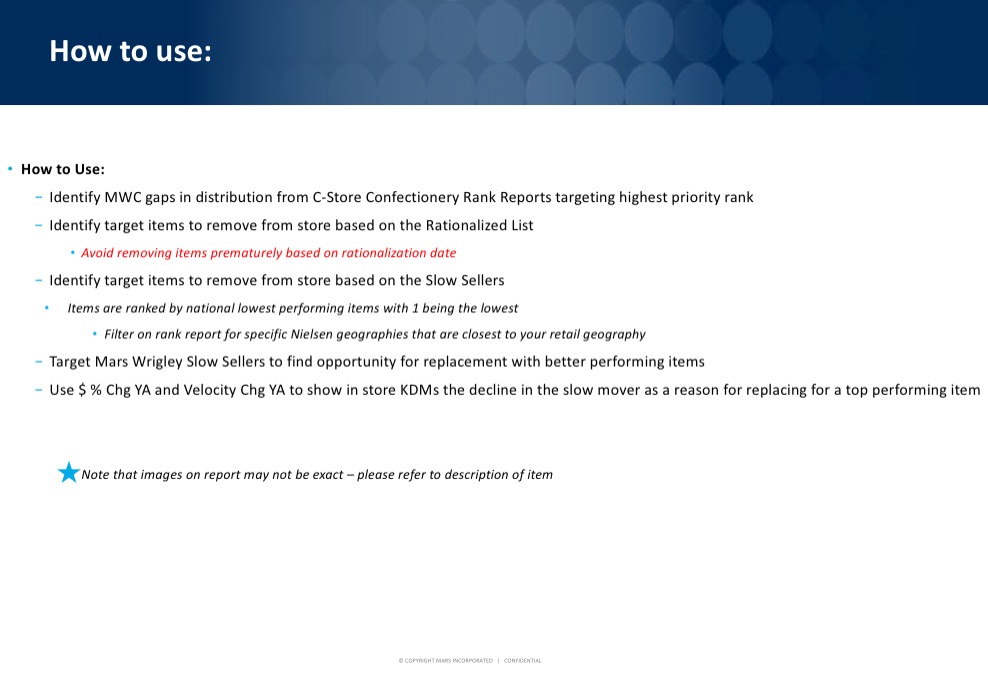 How to use:
• How to Use:
– Identify MWC gaps in distribution from C-Store Confectionery Rank Reports targeting highest priority rank
– Identify target items to remove from store based on the Rationalized List
• Avoid removing items prematurely based on rationalization date
– Identify target items to remove from store based on the Slow Sellers
• Items are ranked by national lowest performing items with 1 being the lowest
• Filter on rank report for specific Nielsen geographies that are closest to your retail geography
– Target Mars Wrigley Slow Sellers to find opportunity for replacement with better performing items
– Use $ % Chg YA and Velocity Chg YA to show in store KDMs the decline in the slow mover as a reason for replacing for a top performing item
Note that images on report may not be exact – please refer to description of item
© COPYRIGHT MARS INCORPORATED | CONFIDENTIAL